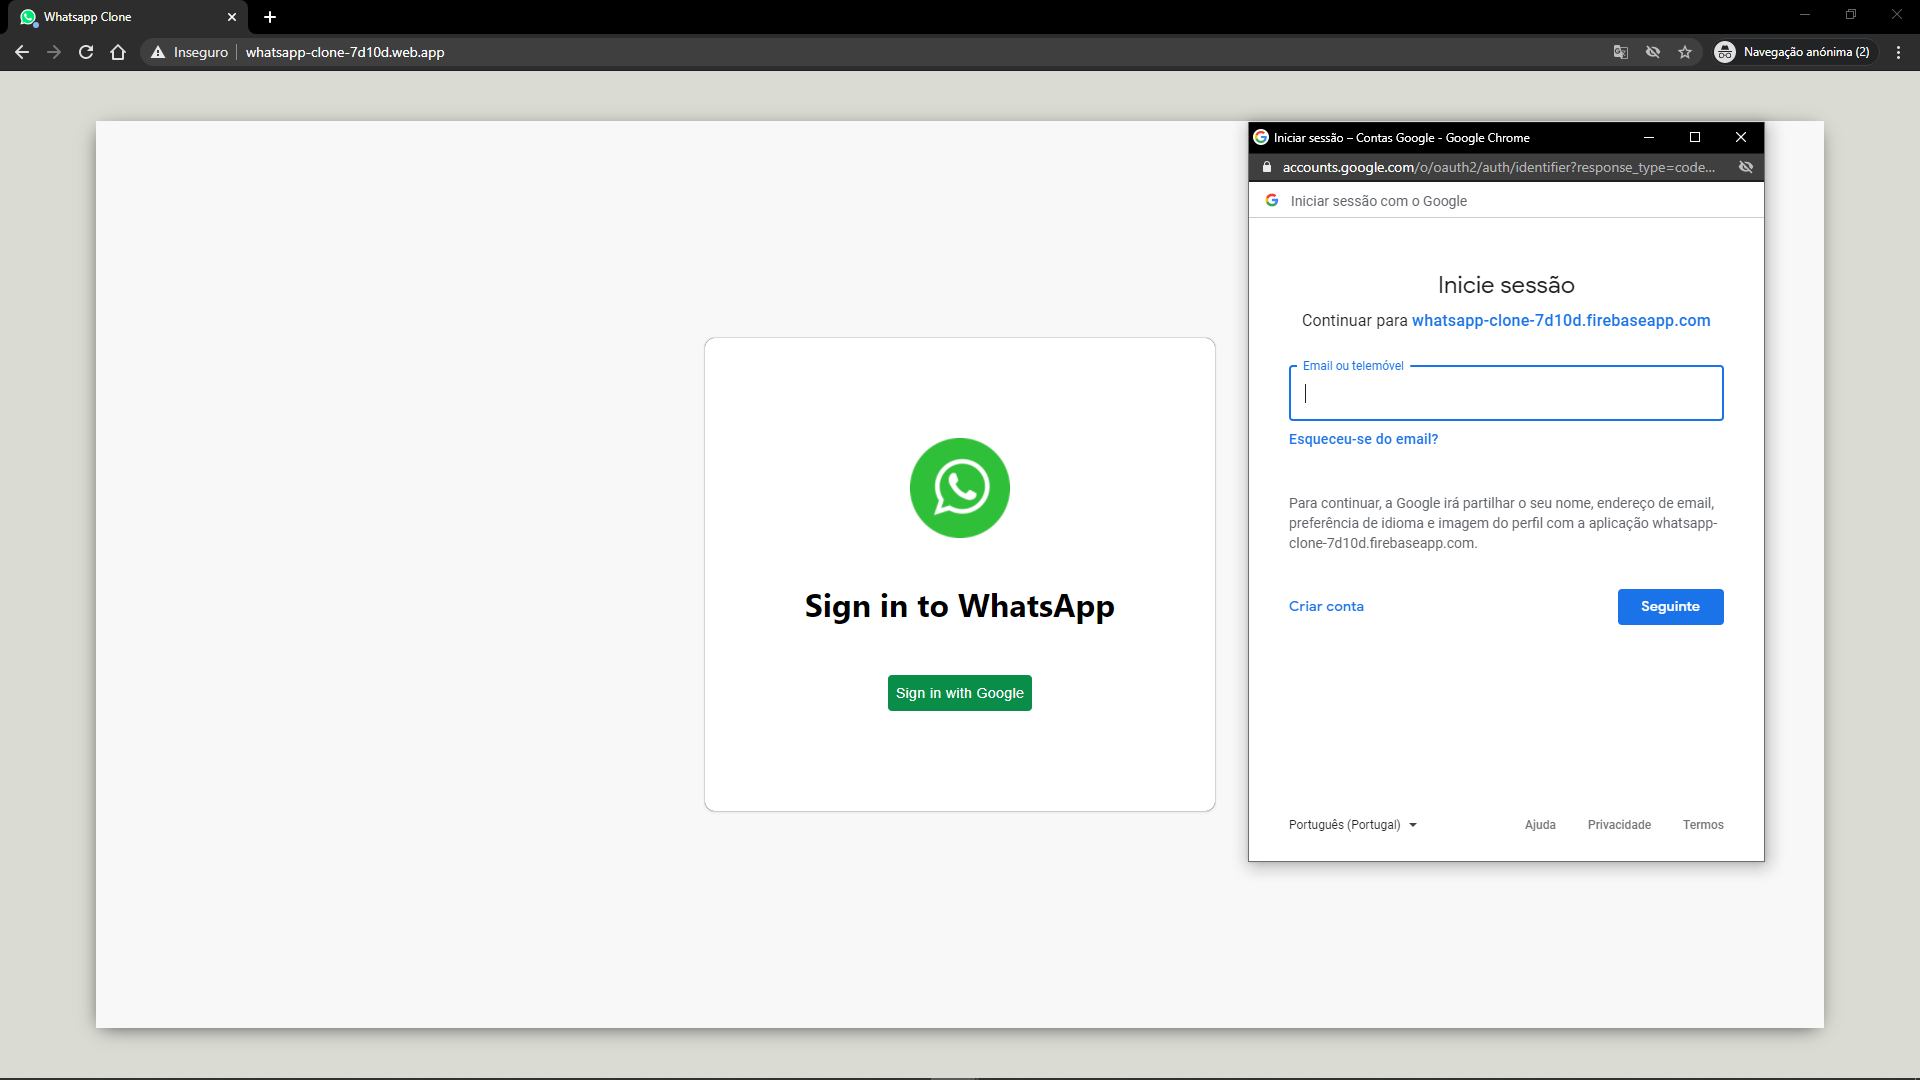 Whatsapp Clone
Inseguro whatsapp-clone-7d10d.web.app
Navegação anónima (2)
Sign in to WhatsApp
Sign in with Google
Iniciar sessão – Contas Google - Google Chrome
accounts.google.com/o/oauth2/auth/identifier?response_type=code...
Iniciar sessão com o Google
Inicie sessão
Continuar para whatsapp-clone-7d10d.firebaseapp.com
Email ou telemóvel
Esqueceu-se do email?
Para continuar, a Google irá partilhar o seu nome, endereço de email,
preferência de idioma e imagem do perfil com a aplicação whatsapp-
clone-7d10d.firebaseapp.com.
Criar conta
Seguinte
Português (Portugal)
Ajuda
Privacidade
Termos